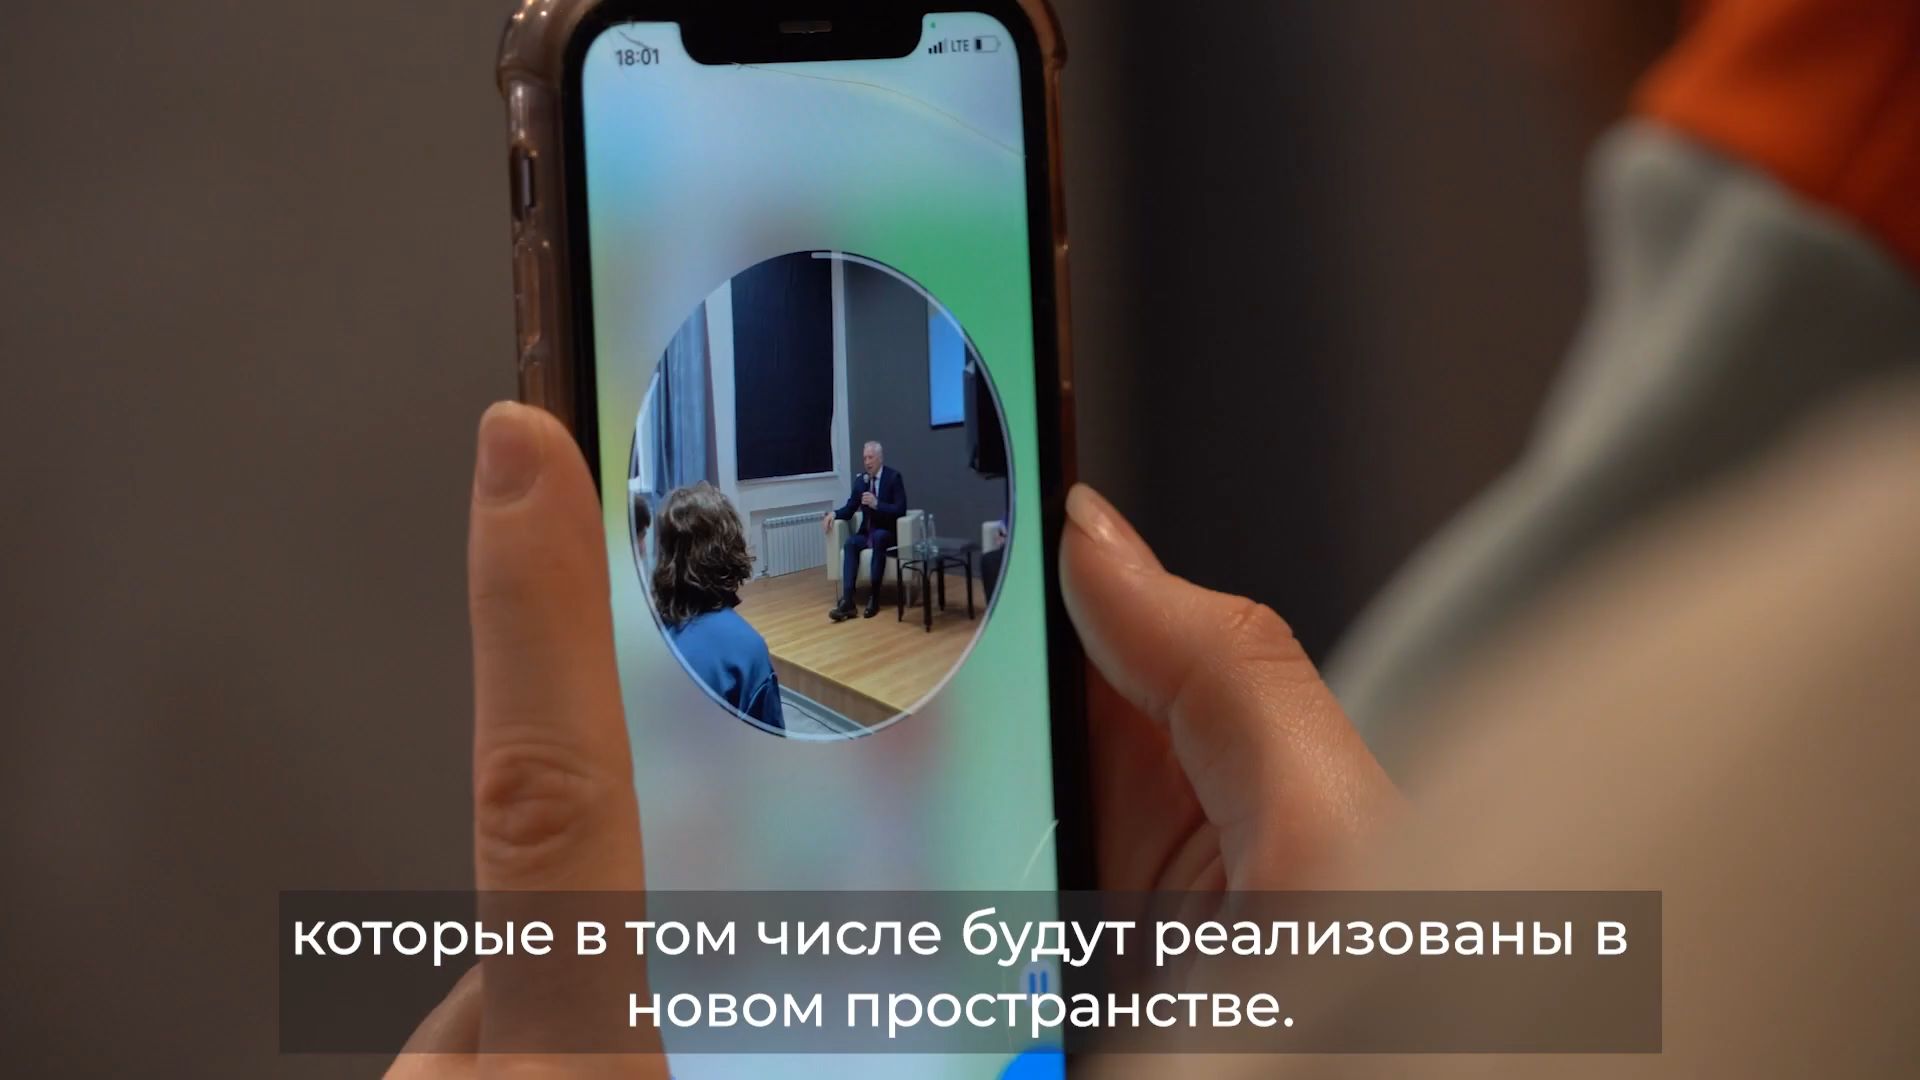 18:01
LTE
которые в том числе будут реализованы в
новом пространстве.